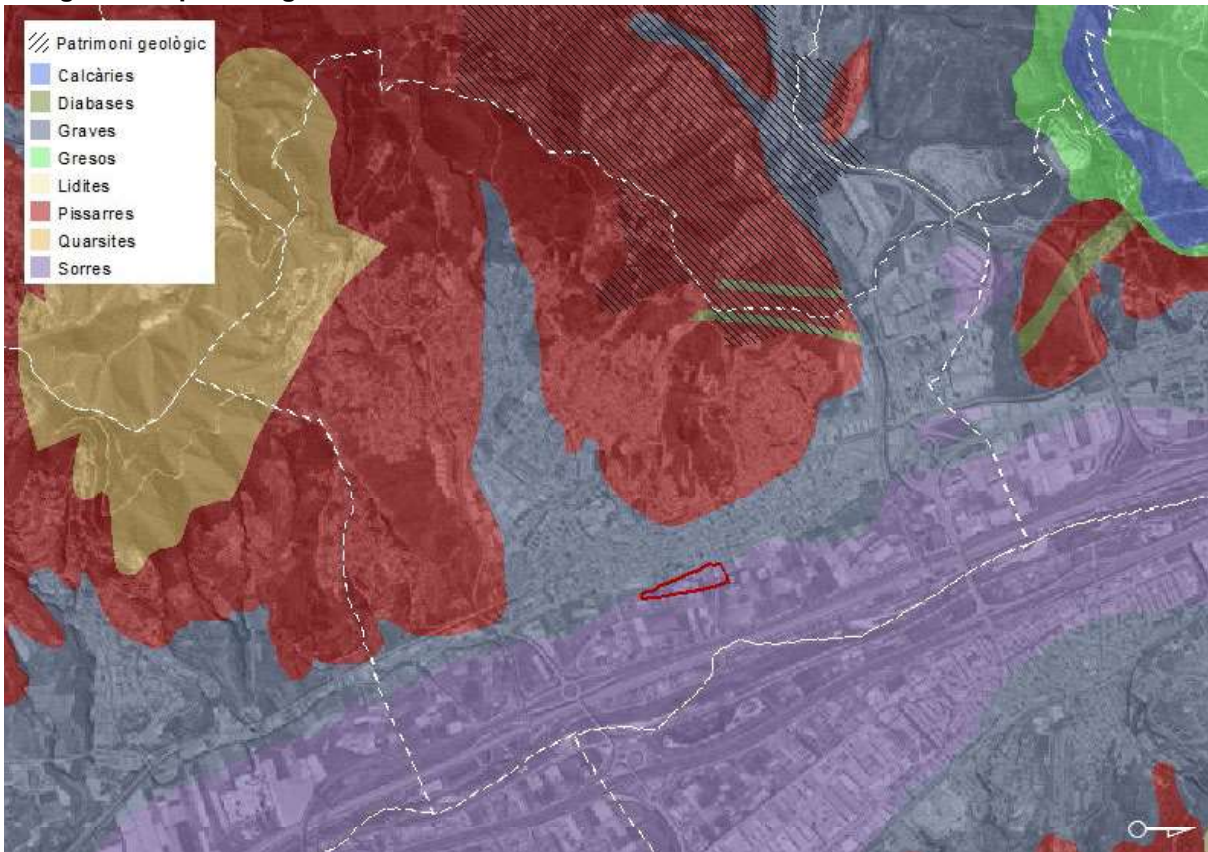 Patrimoni geològic
Calcàries
Diabases
Graves
Gresos
Lidites
Pissarres
Quarsites
Sorres